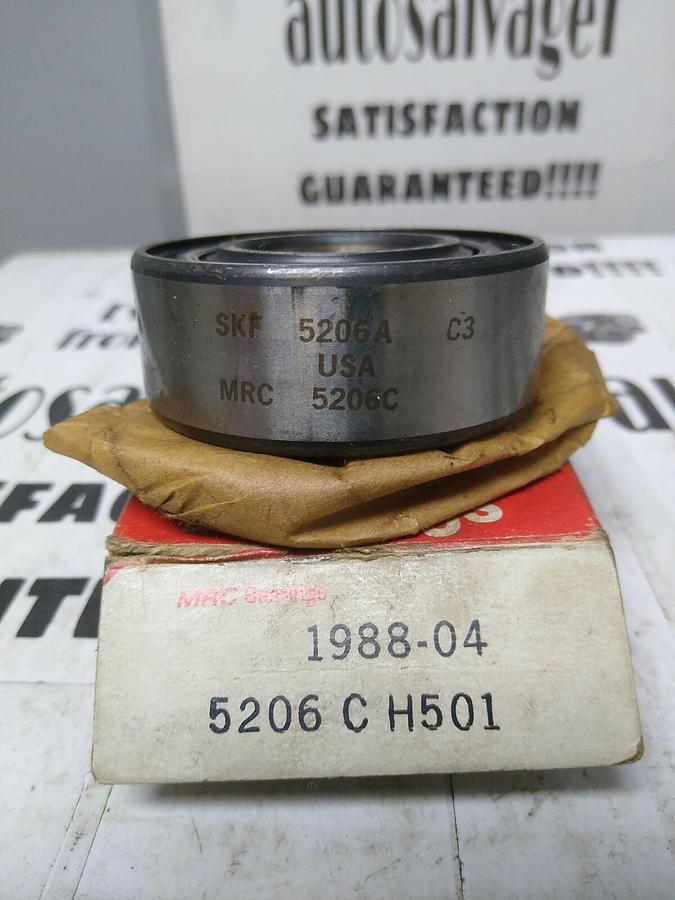 autosalvager
SATISFACTION
GUARANTEED!!!!
SKF 5206A C3
USA
MRC 5206C
MRC Bearings
1988-04
5206 C H501